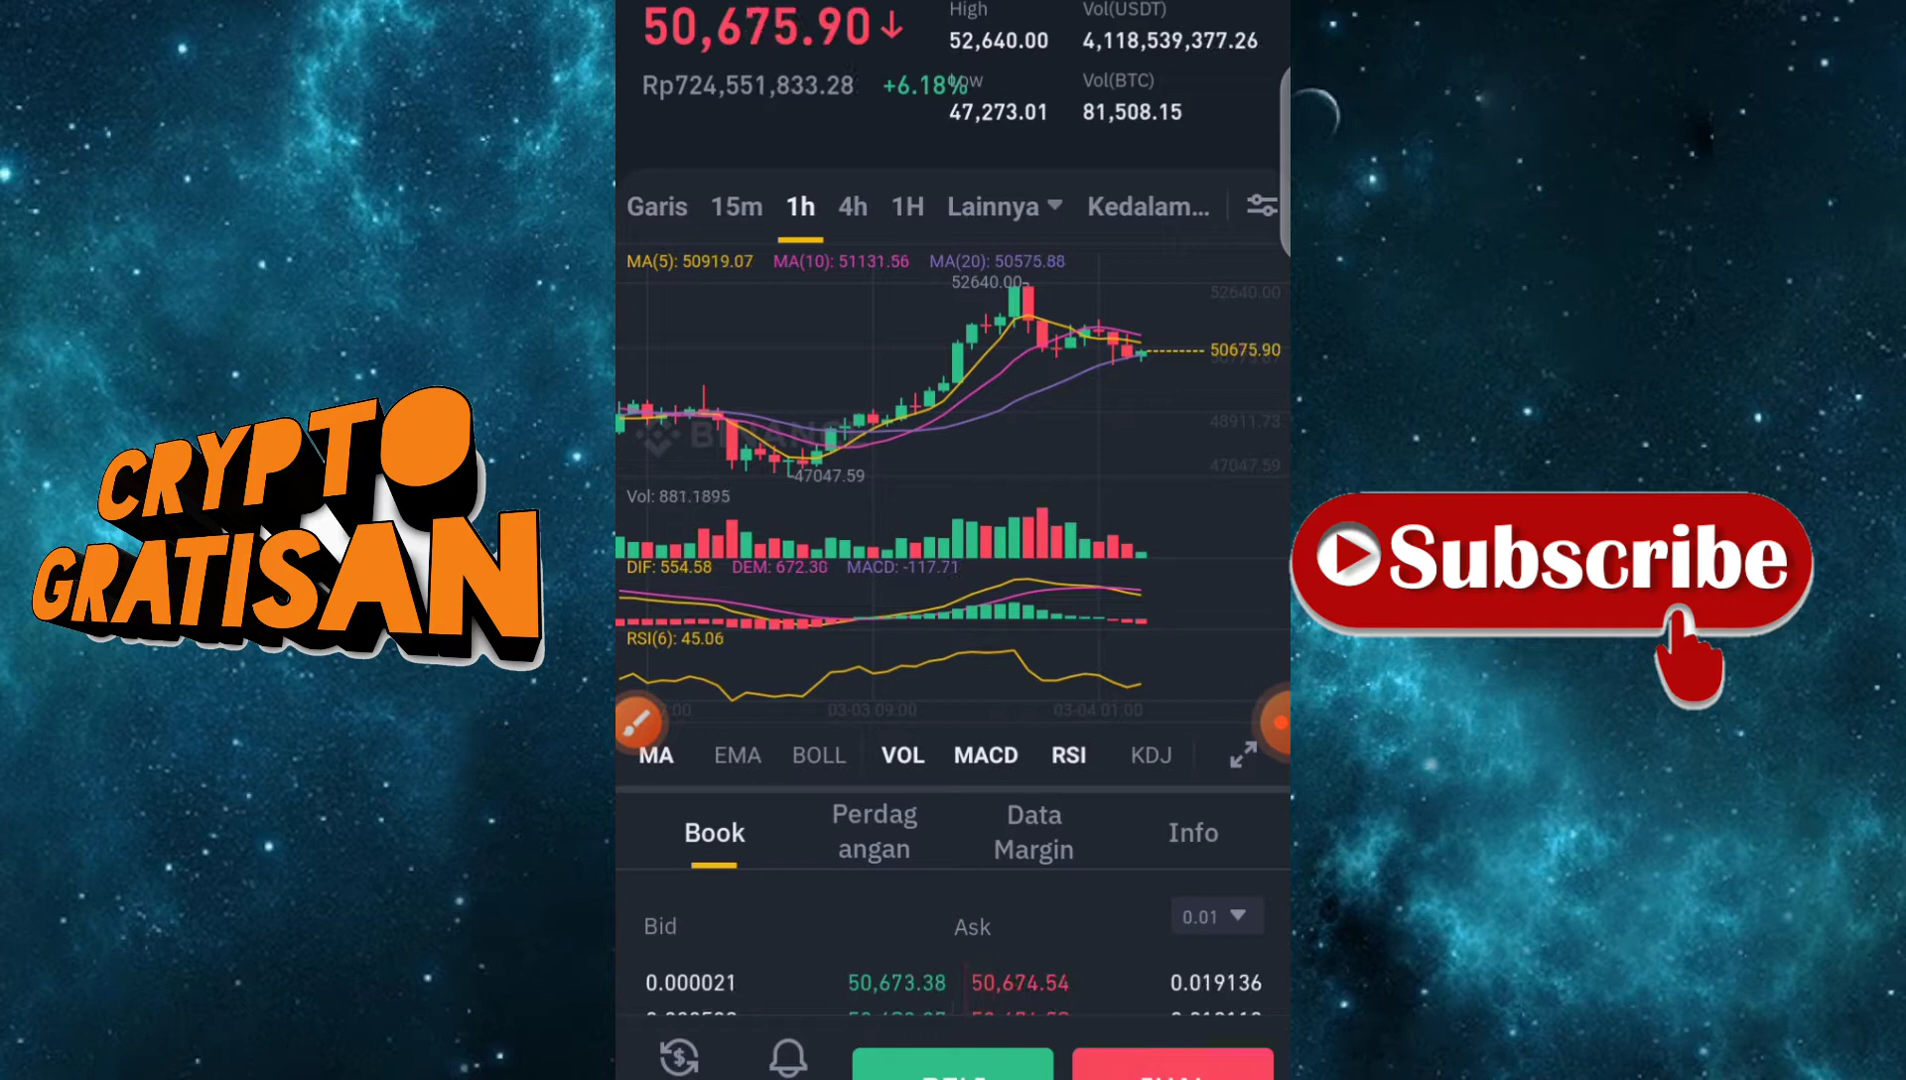 50,675.90↓
High
Vol(USDT)
52,640.00
4,118,539,377.26
Rp724,551,833.28 +6.18%
Low
Vol(BTC)
47,273.01
81,508.15
Garis 15m 1h 4h 1H Lainnya Kedalam...
MA(5): 50919.07 MA(10): 51131.56 MA(20): 50575.88
52640.00
52640.00
50675.90
48911.73
47047.59
47047.59
Vol: 881.1895
DIF: 554.58 DEM: 672.30 MACD: -117.71
RSI(6): 45.06
03-03 09:00 03-04 01:00
MA EMA BOLL VOL MACD RSI KDJ
Book Perdag
angan Data
Margin Info
Bid Ask 0.01
0.000021 50,673.38 50,674.54 0.019136
CRYPTO
GRATISAN
Subscribe